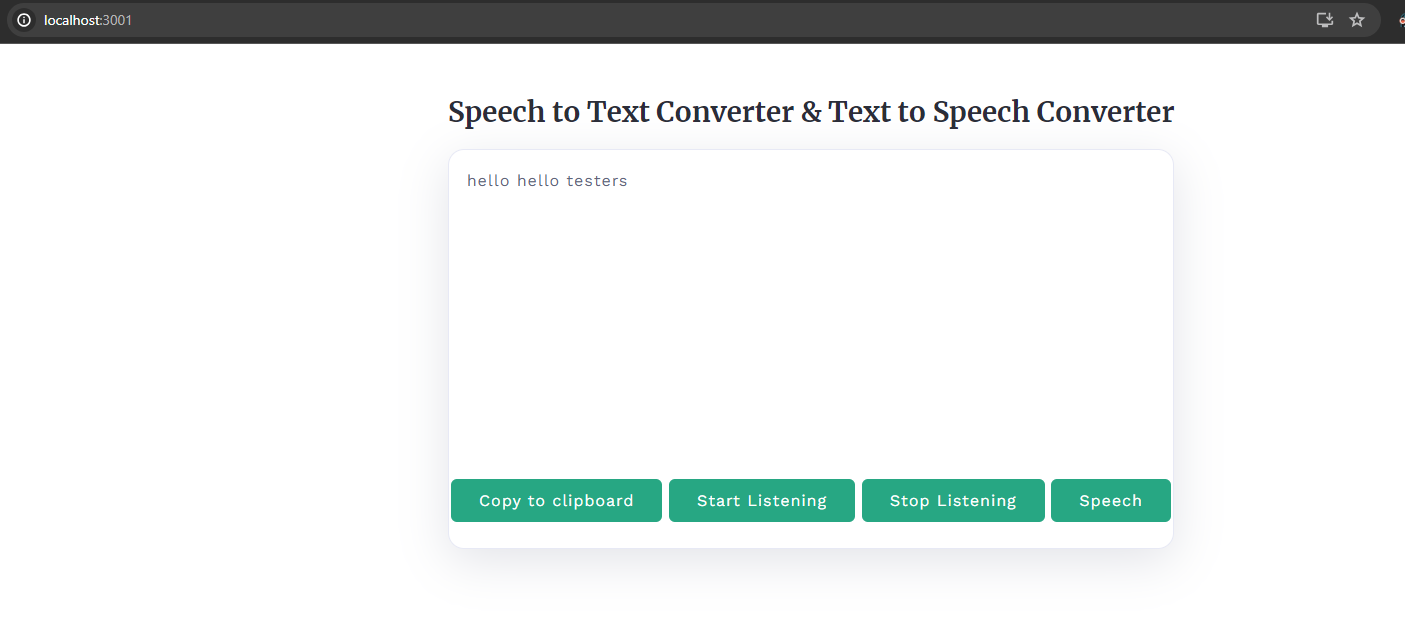 localhost:3001
Speech to Text Converter & Text to Speech Converter
hello hello testers
Copy to clipboard Start Listening Stop Listening Speech